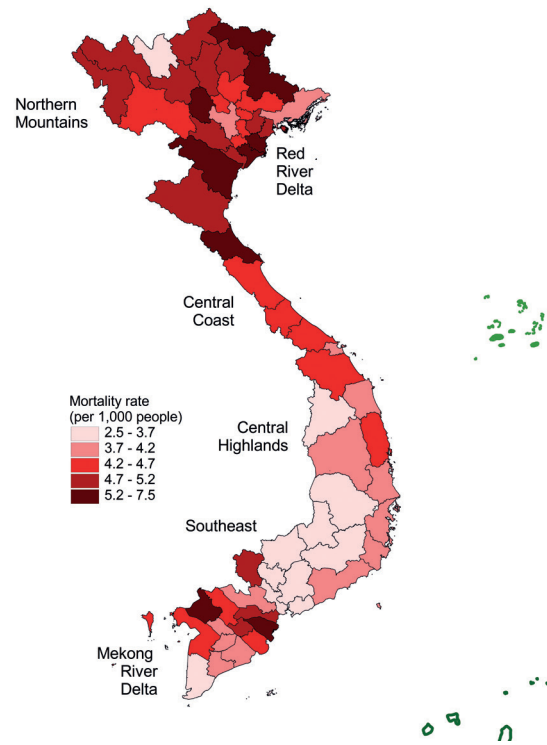 Northern
Mountains
Red
River
Delta
Central
Coast
Mortality rate
(per 1,000 people)
2.5 - 3.7
3.7 - 4.2
4.2 - 4.7
4.7 - 5.2
5.2 - 7.5
Central
Highlands
Southeast
Mekong
River
Delta